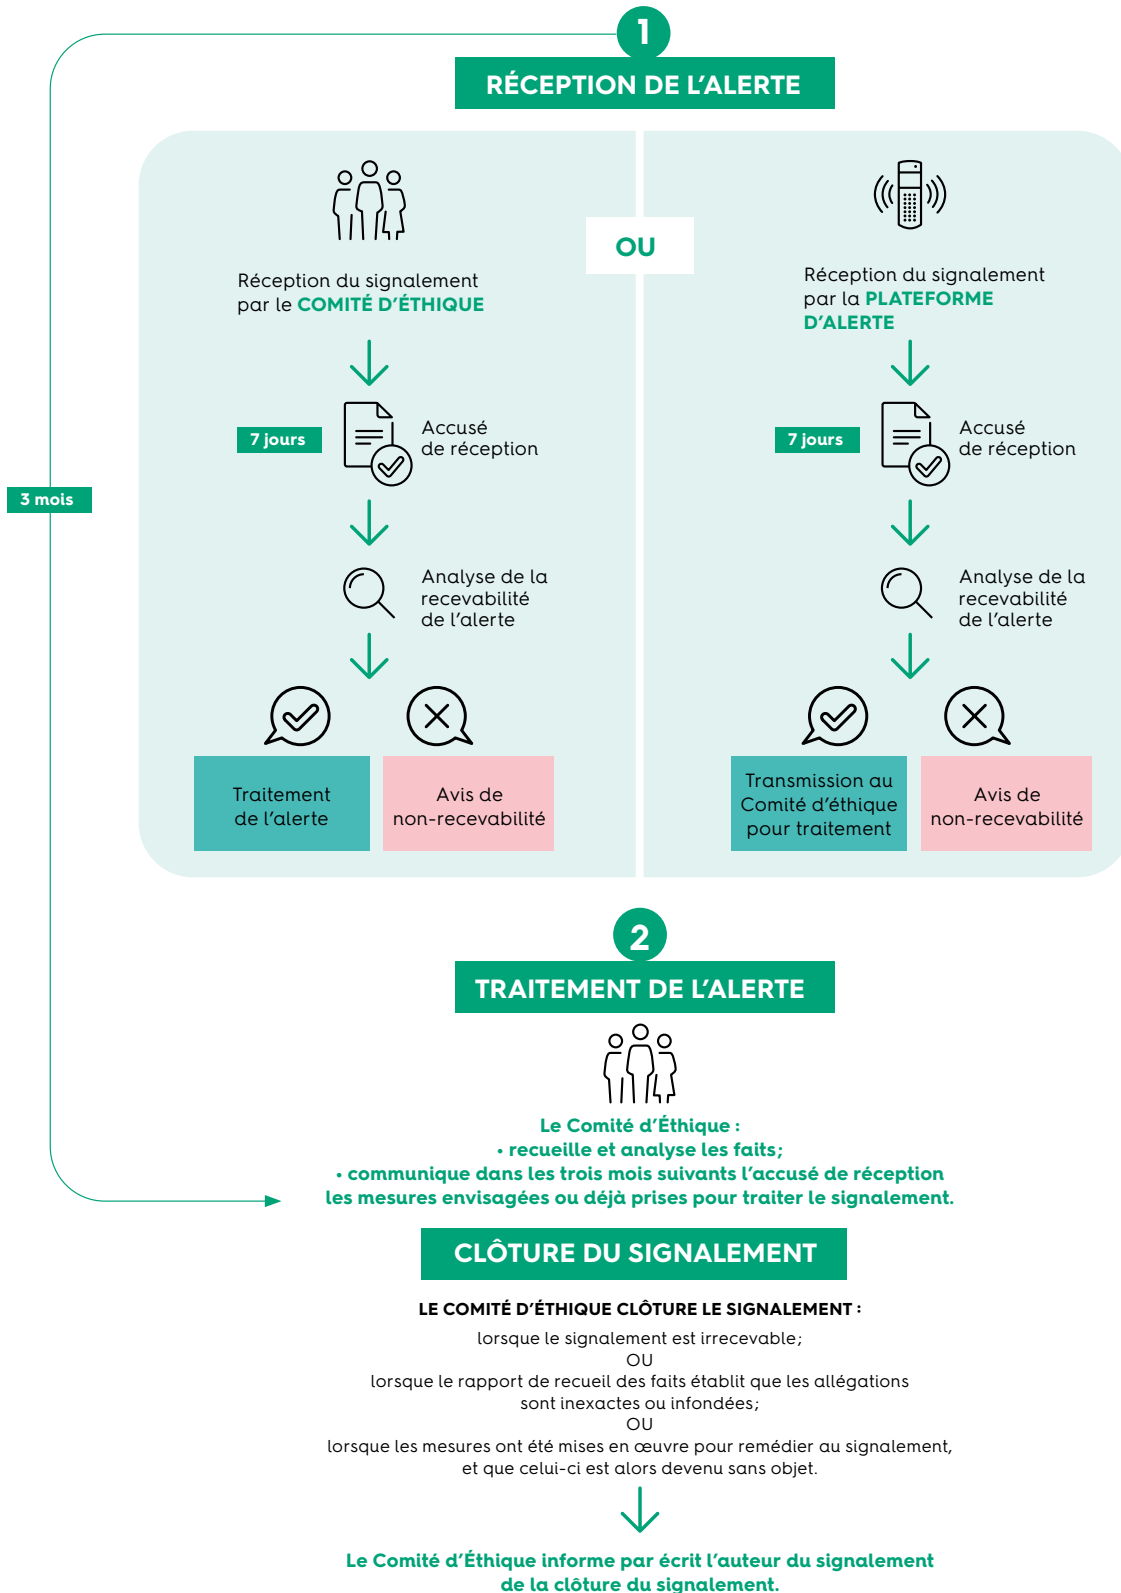 1
RÉCEPTION DE L'ALERTE
OU
Réception du signalement
par le COMITÉ D'ÉTHIQUE
7 jours
Accusé
de réception
Analyse de la
recevabilité
de l'alerte
Traitement
de l'alerte
Avis de
non-recevabilité
Réception du signalement
par la PLATEFORME
D'ALERTE
7 jours
Accusé
de réception
Analyse de la
recevabilité
de l'alerte
Transmission au
Comité d'éthique
pour traitement
Avis de
non-recevabilité
3 mois
2
TRAITEMENT DE L'ALERTE
Le Comité d'Éthique :
• recueille et analyse les faits;
• communique dans les trois mois suivants l'accusé de réception
les mesures envisagées ou déjà prises pour traiter le signalement.
CLÔTURE DU SIGNALEMENT
LE COMITÉ D'ÉTHIQUE CLÔTURE LE SIGNALEMENT :
lorsque le signalement est irrecevable;
OU
lorsque le rapport de recueil des faits établit que les allégations
sont inexactes ou infondées;
OU
lorsque les mesures ont été mises en œuvre pour remédier au signalement,
et que celui-ci est alors devenu sans objet.
Le Comité d'Éthique informe par écrit l'auteur du signalement
de la clôture du signalement.